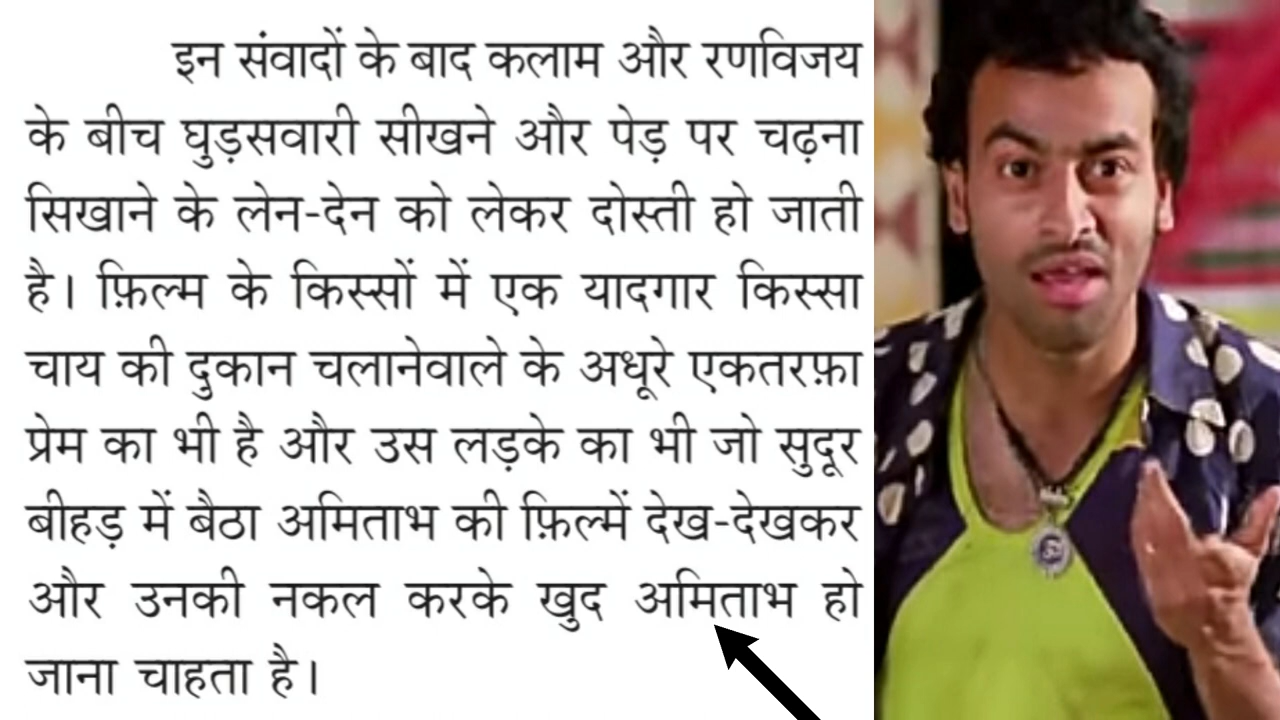 इन संवादों के बाद कलाम और रणविजय
के बीच घुड़सवारी सीखने और पेड़ पर चढ़ना
सिखाने के लेन-देन को लेकर दोस्ती हो जाती
है। फ़िल्म के किस्सों में एक यादगार किस्सा
चाय की दुकान चलानेवाले के अधूरे एकतरफ़ा
प्रेम का भी है और उस लड़के का भी जो सुदूर
बीहड़ में बैठा अमिताभ की फ़िल्में देख-देखकर
और उनकी नकल करके खुद अमिताभ हो
जाना चाहता है।